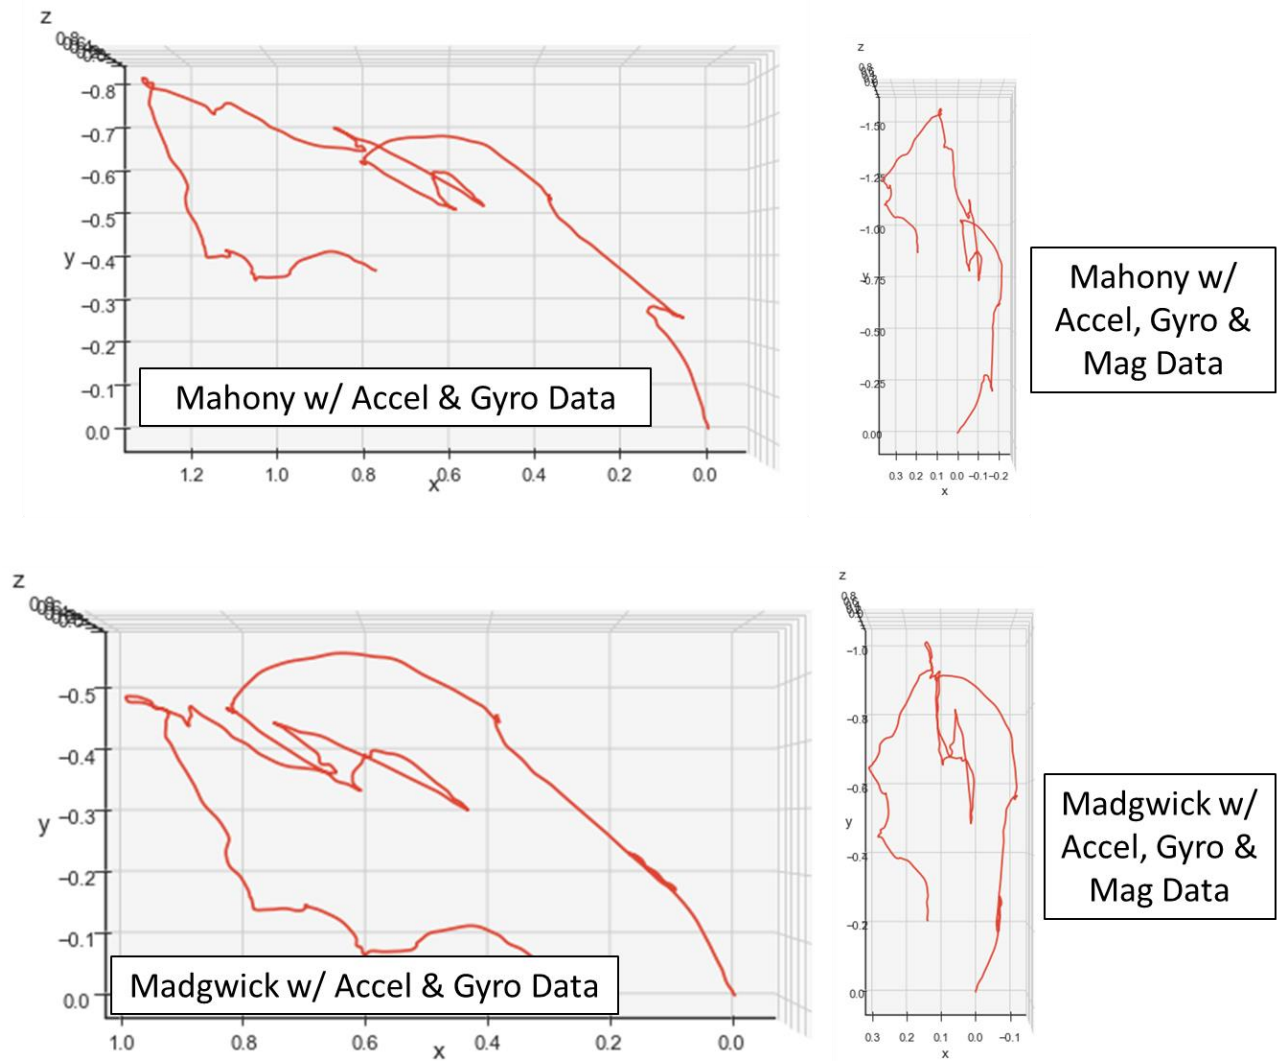 z
−0.8
−0.7
−0.6
−0.5
y −0.4
−0.3
−0.2
−0.1
0.0
1.2 1.0 0.8 0.6 0.4 0.2 0.0
x
Mahony w/ Accel & Gyro Data
z
−1.50
−1.25
−1.00
y
−0.75
−0.50
−0.25
0.00
0.3 0.2 0.1 0.0 −0.1 −0.2
x
Mahony w/
Accel, Gyro &
Mag Data
z
−0.5
−0.4
y −0.3
−0.2
−0.1
0.0
1.0 0.8 0.6 0.4 0.2 0.0
x
Madgwick w/ Accel & Gyro Data
z
−1.0
−0.8
−0.6
y
−0.4
−0.2
0.0
0.3 0.2 0.1 0.0 −0.1
x
Madgwick w/
Accel, Gyro &
Mag Data